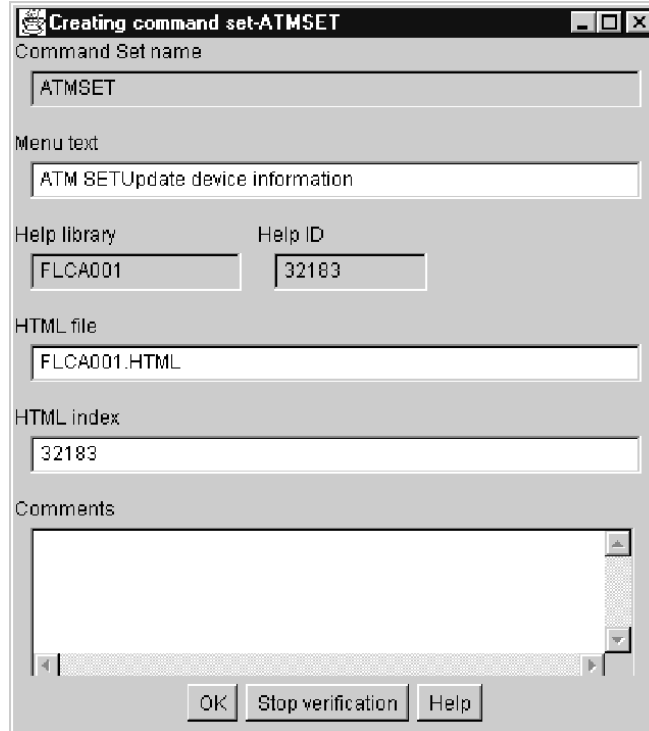 Creating command set-ATMSET
Command Set name
ATMSET
Menu text
ATM SETUpdate device information
Help library Help ID
FLCA001 32183
HTML file
FLCA001.HTML
HTML index
32183
Comments
OK Stop verification Help